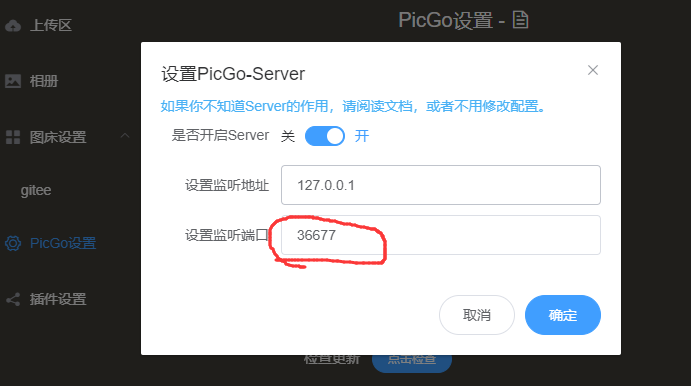 上传区
PicGo设置 -
相册
图床设置
gitee
PicGo设置
插件设置
设置PicGo-Server
如果你不知道Server的作用，请阅读文档，或者不用修改配置。
是否开启Server 关 开
设置监听地址 127.0.0.1
设置监听端口 36677
取消 确定
检查更新 点击检查